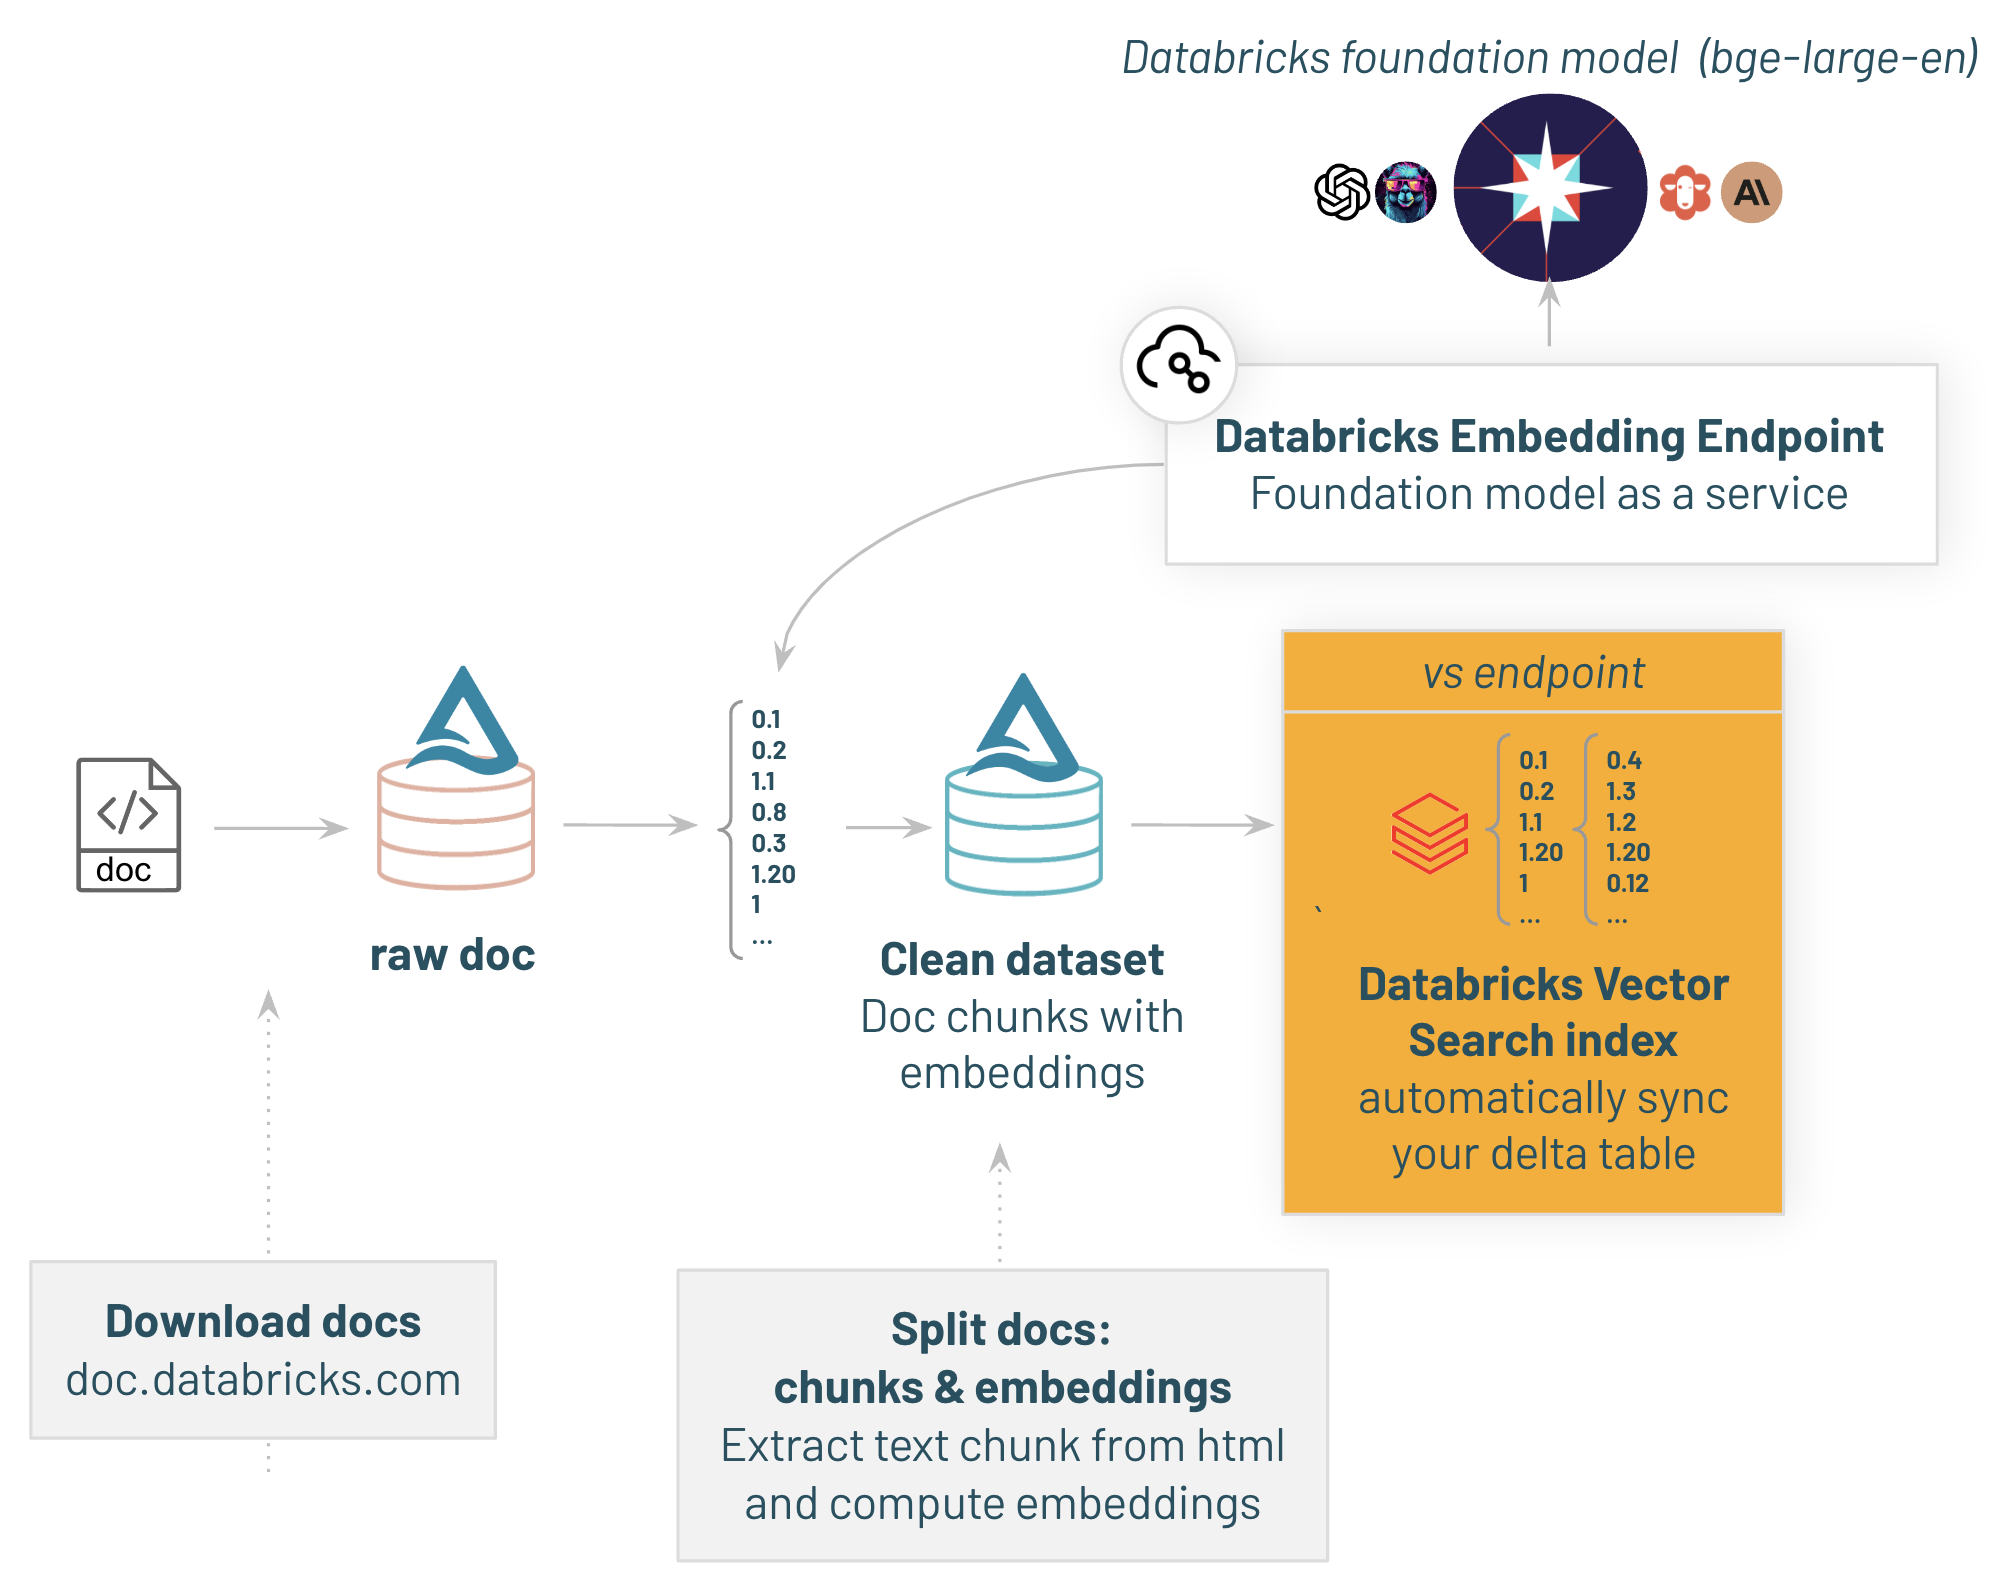 Databricks foundation model (bge-large-en)
A\
Databricks Embedding Endpoint
Foundation model as a service
doc
raw doc
0.1
0.2
1.1
0.8
0.3
1.20
1
...
Clean dataset
Doc chunks with
embeddings
vs endpoint
0.1
0.2
1.1
1.20
1
...
0.4
1.3
1.2
1.20
0.12
...
`
Databricks Vector
Search index
automatically sync
your delta table
Download docs
doc.databricks.com
Split docs:
chunks & embeddings
Extract text chunk from html
and compute embeddings